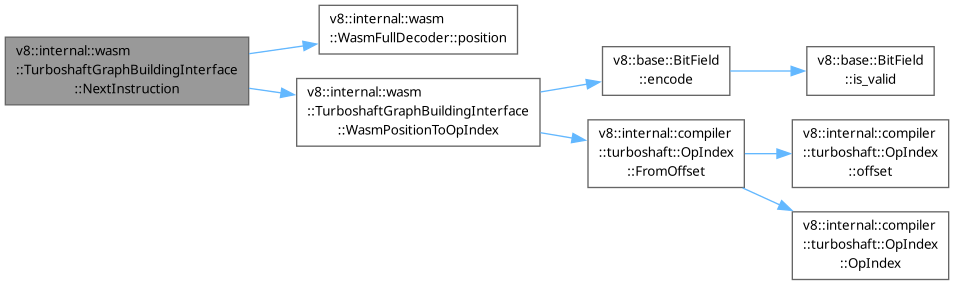 v8::internal::wasm
::TurboshaftGraphBuildingInterface
::NextInstruction
v8::internal::wasm
::WasmFullDecoder::position
v8::internal::wasm
::TurboshaftGraphBuildingInterface
::WasmPositionToOpIndex
v8::base::BitField
::encode
v8::base::BitField
::is_valid
v8::internal::compiler
::turboshaft::OpIndex
::FromOffset
v8::internal::compiler
::turboshaft::OpIndex
::offset
v8::internal::compiler
::turboshaft::OpIndex
::OpIndex